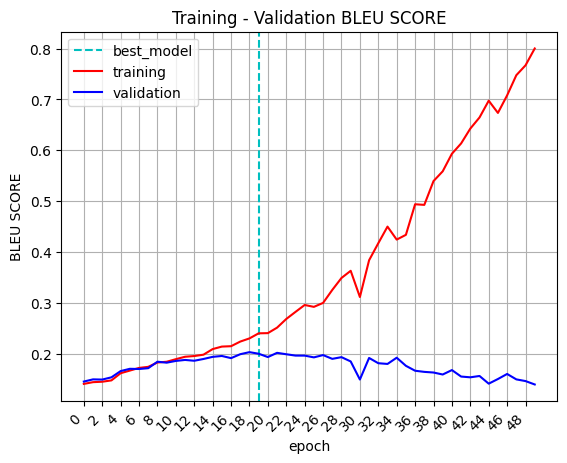 Training - Validation BLEU SCORE
best_model
training
validation
0.8
0.7
0.6
0.5
0.4
0.3
0.2
BLEU SCORE
0 2 4 6 8 10 12 14 16 18 20 22 24 26 28 30 32 34 36 38 40 42 44 46 48
epoch